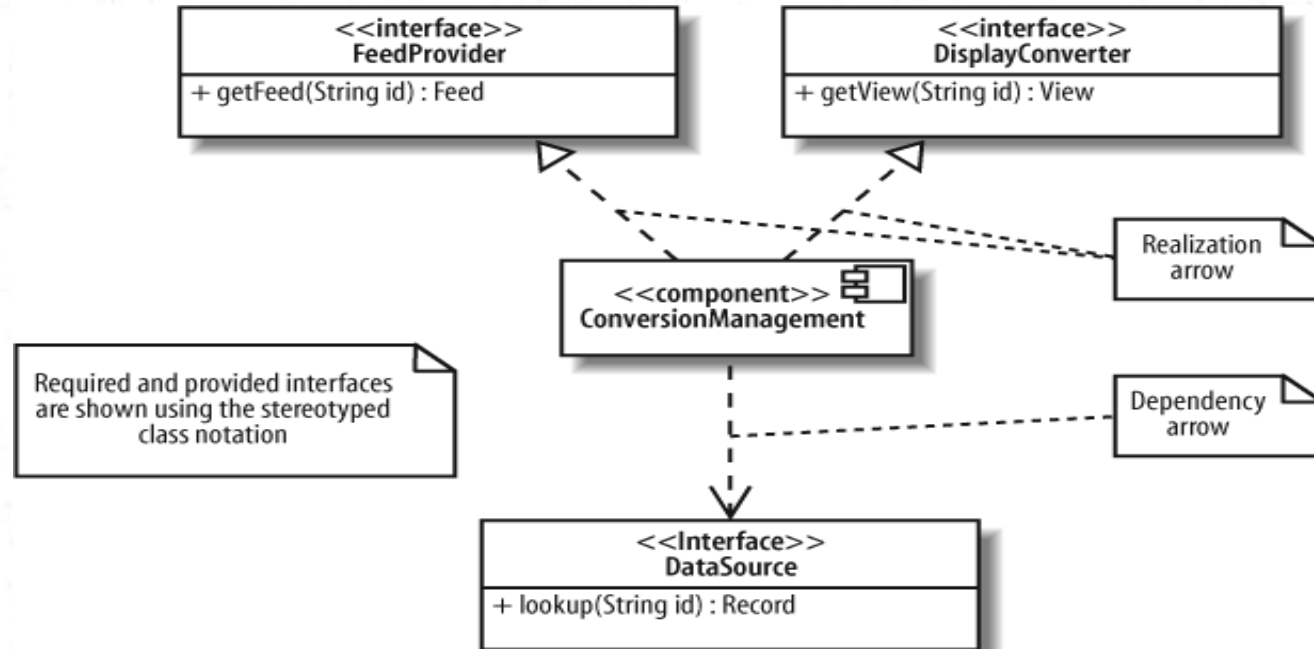 <<interface>>
FeedProvider
+ getFeed(String id) : Feed
<<interface>>
DisplayConverter
+ getView(String id) : View
Realization
arrow
<<component>>
ConversionManagement
Required and provided interfaces
are shown using the stereotyped
class notation
Dependency
arrow
<<Interface>>
DataSource
+ lookup(String id) : Record